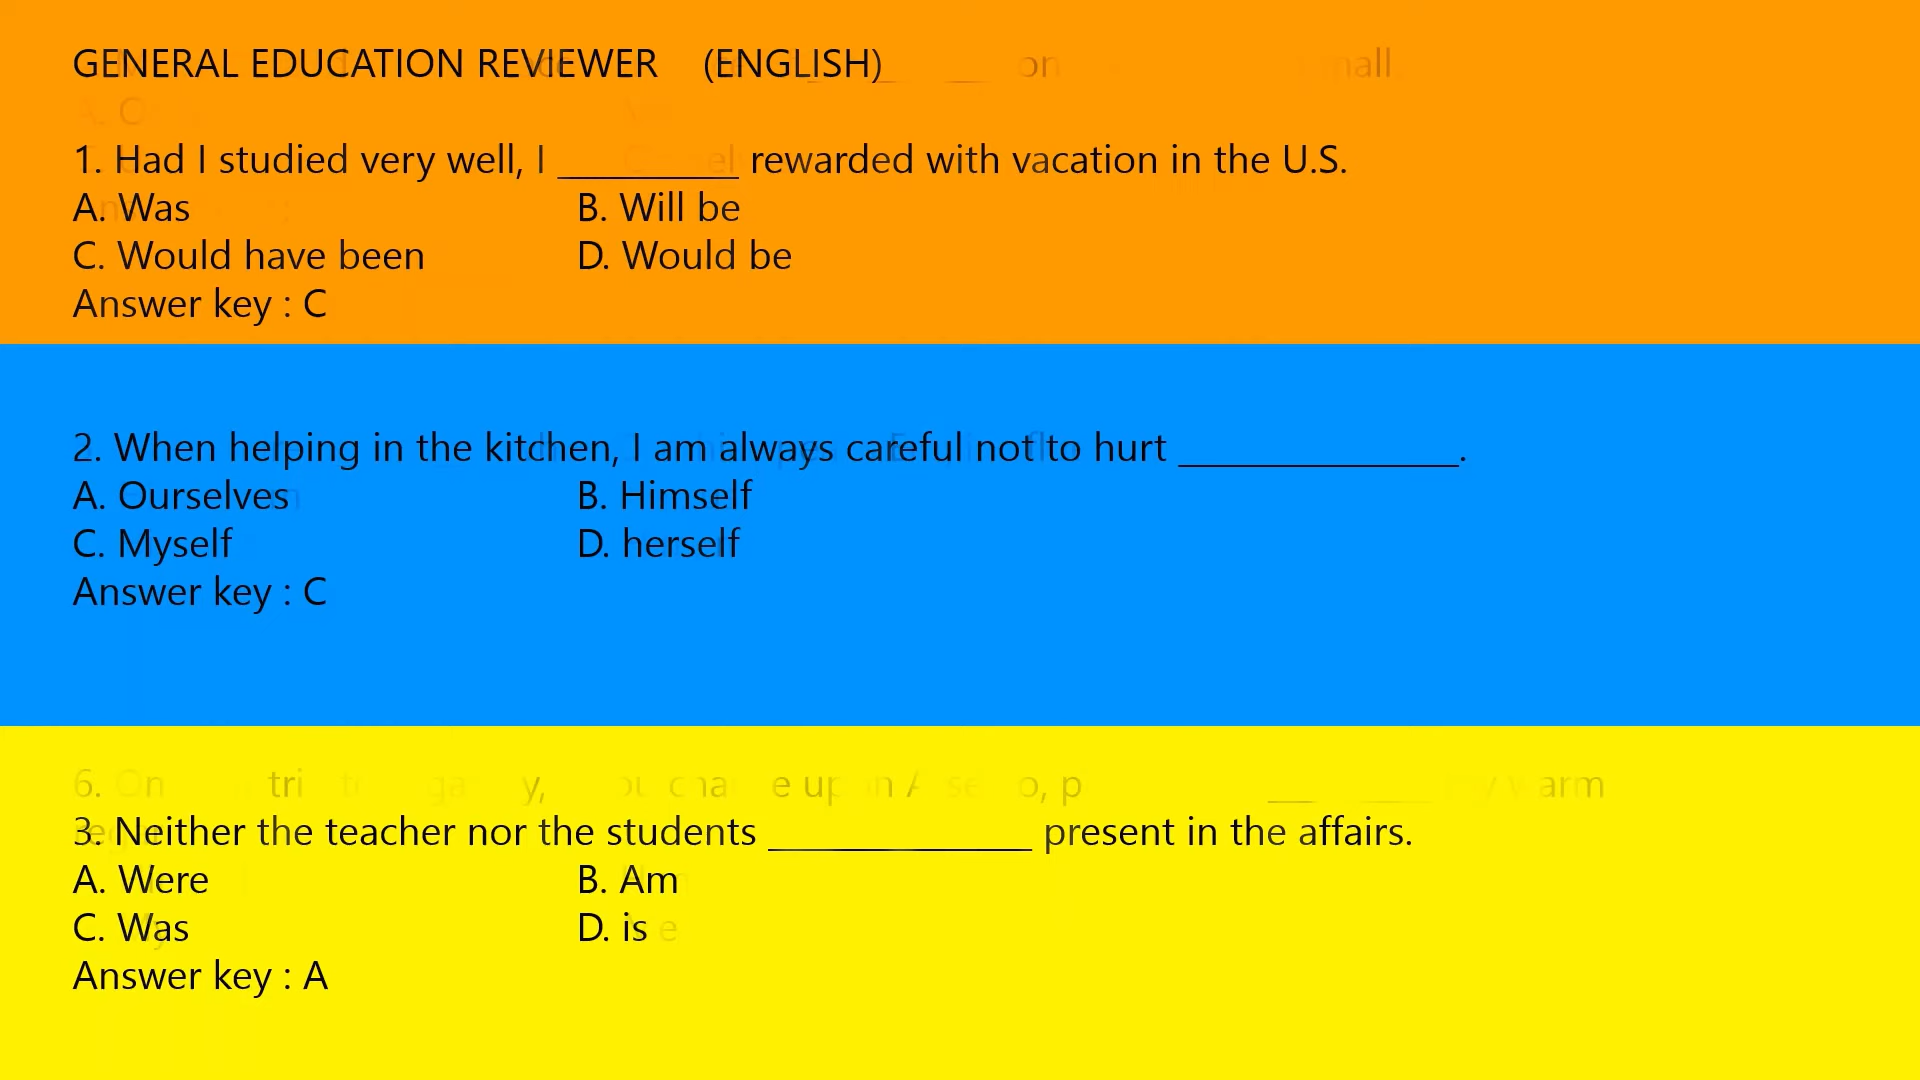 GENERAL EDUCATION REVIEWER (ENGLISH)
1. Had I studied very well, I __________ rewarded with vacation in the U.S.
A. Was B. Will be
C. Would have been D. Would be
Answer key : C
2. When helping in the kitchen, I am always careful not to hurt _______________.
A. Ourselves B. Himself
C. Myself D. herself
Answer key : C
6.
3. Neither the teacher nor the students ______________ present in the affairs.
A. Were B. Am
C. Was D. is
Answer key : A